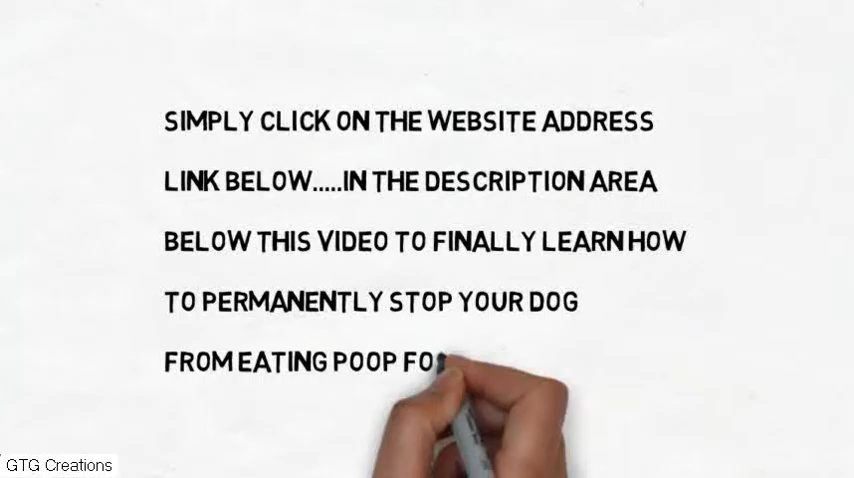 SIMPLY CLICK ON THE WEBSITE ADDRESS
LINK BELOW.....IN THE DESCRIPTION AREA
BELOW THIS VIDEO TO FINALLY LEARN HOW
TO PERMANENTLY STOP YOUR DOG
FROM EATING POOP FO
GTG Creations